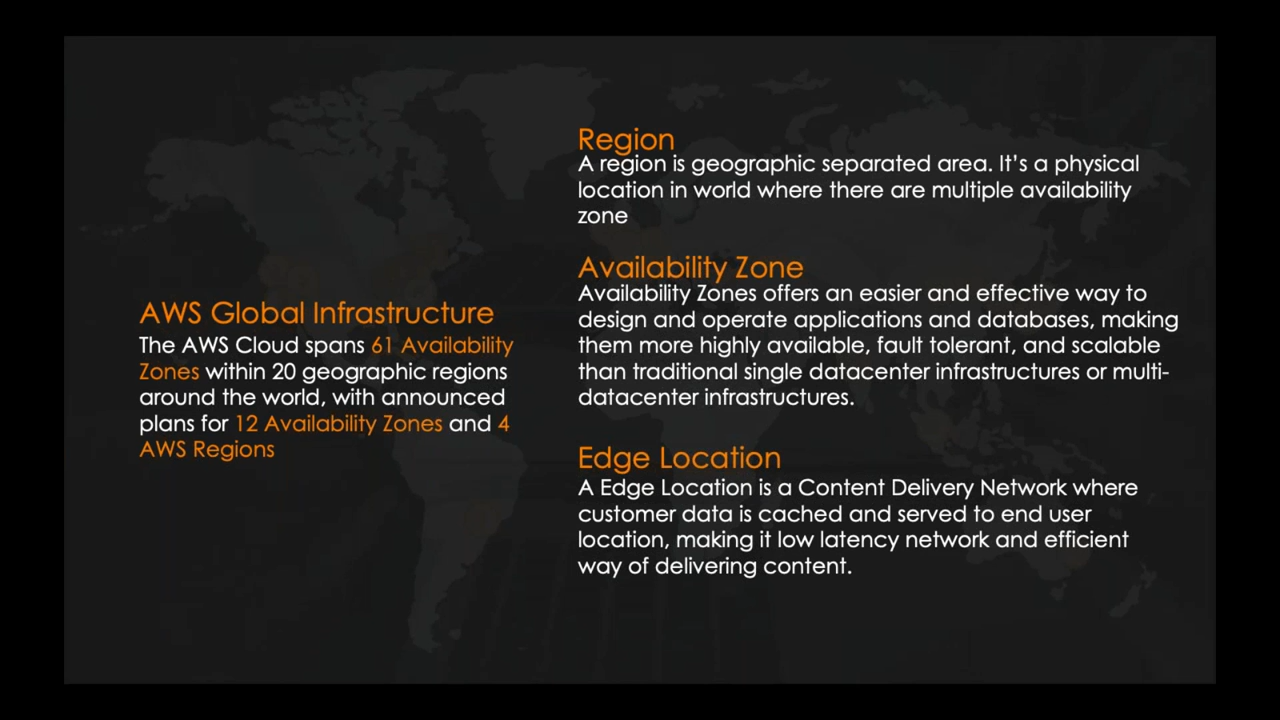 AWS Global Infrastructure
The AWS Cloud spans 61 Availability
Zones within 20 geographic regions
around the world, with announced
plans for 12 Availability Zones and 4
AWS Regions
Region
A region is geographic separated area. It’s a physical
location in world where there are multiple availability
zone
Availability Zone
Availability Zones offers an easier and effective way to
design and operate applications and databases, making
them more highly available, fault tolerant, and scalable
than traditional single datacenter infrastructures or multi-
datacenter infrastructures.
Edge Location
A Edge Location is a Content Delivery Network where
customer data is cached and served to end user
location, making it low latency network and efficient
way of delivering content.